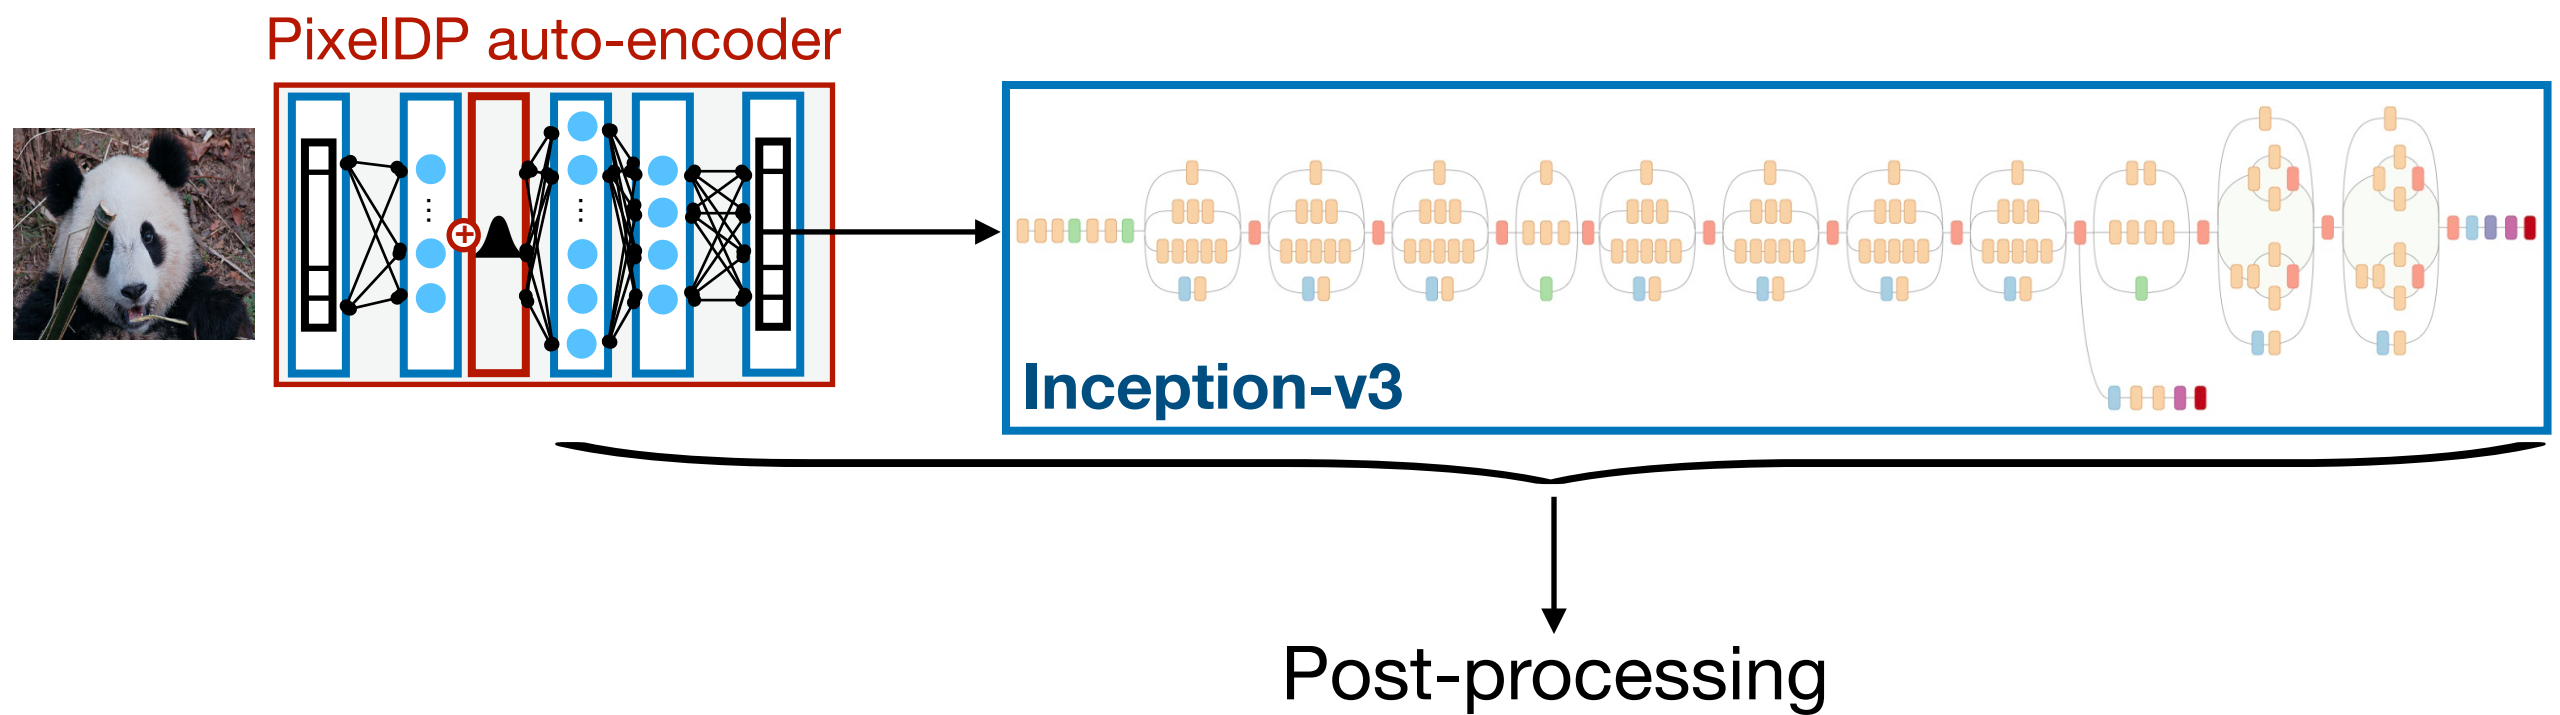 PixelDP auto-encoder
+
Inception-v3
Post-processing